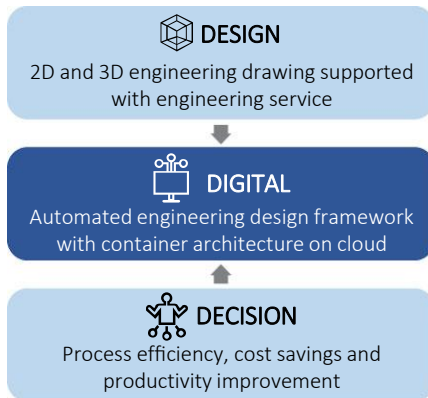 DESIGN
2D and 3D engineering drawing supported
with engineering service
DIGITAL
Automated engineering design framework
with container architecture on cloud
DECISION
Process efficiency, cost savings and
productivity improvement